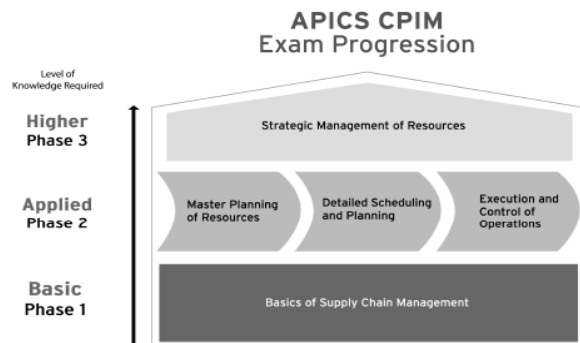 APICS CPIM
Exam Progression
Level of
Knowledge Required
Higher
Phase 3
Strategic Management of Resources
Applied
Phase 2
Master Planning
of Resources
Detailed Scheduling
and Planning
Execution and
Control of
Operations
Basic
Phase 1
Basics of Supply Chain Management